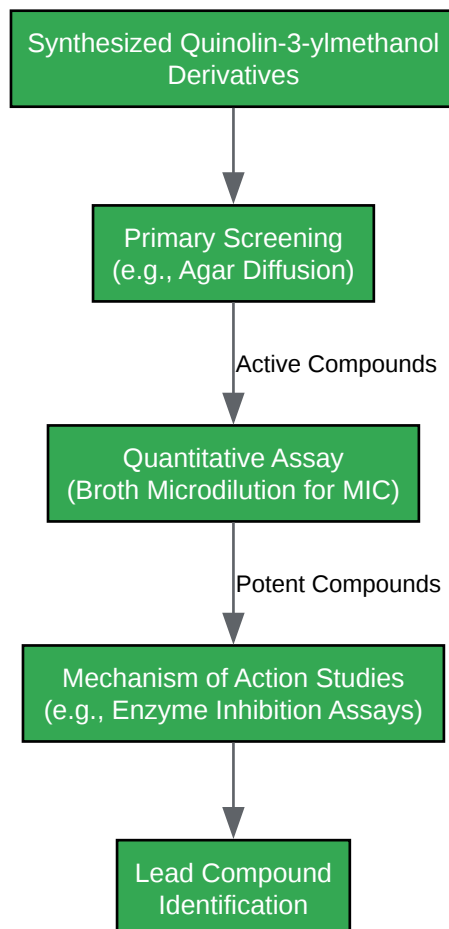 Synthesized Quinolin-3-ylmethanol
Derivatives
Primary Screening
(e.g., Agar Diffusion)
Active Compounds
Quantitative Assay
(Broth Microdilution for MIC)
Potent Compounds
Mechanism of Action Studies
(e.g., Enzyme Inhibition Assays)
Lead Compound
Identification